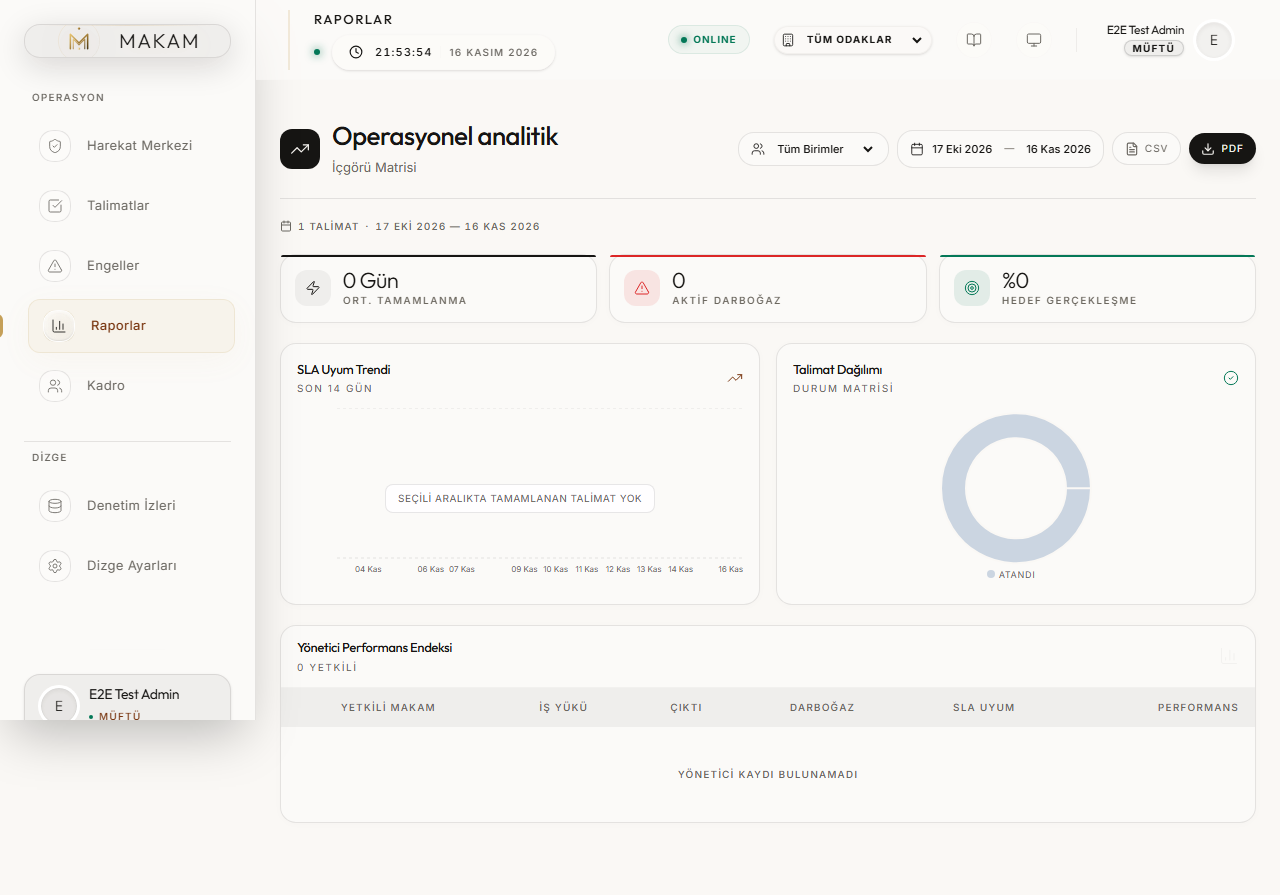 MAKAM
OPERASYON
Harekat Merkezi
Talimatlar
Engeller
Raporlar
Kadro
DİZGE
Denetim İzleri
Dizge Ayarları
E
E2E Test Admin
MÜFTÜ
RAPORLAR
21:53:54 16 KASIM 2026
ONLINE
TÜM ODAKLAR
E2E Test Admin
MÜFTÜ
E
Operasyonel analitik
İçgörü Matrisi
Tüm Birimler
17 Eki 2026 — 16 Kas 2026
CSV
PDF
1 TALİMAT · 17 EKİ 2026 — 16 KAS 2026
0 Gün
ORT. TAMAMLANMA
0
AKTİF DARBOĞAZ
%0
HEDEF GERÇEKLEŞME
SLA Uyum Trendi
SON 14 GÜN
SEÇİLİ ARALIKTA TAMAMLANAN TALİMAT YOK
04 Kas 06 Kas 07 Kas 09 Kas 10 Kas 11 Kas 12 Kas 13 Kas 14 Kas 16 Kas
Talimat Dağılımı
DURUM MATRİSİ
ATANDI
Yönetici Performans Endeksi
0 YETKİLİ
YETKİLİ MAKAM İŞ YÜKÜ ÇIKTI DARBOĞAZ SLA UYUM PERFORMANS
YÖNETİCİ KAYDI BULUNAMADI